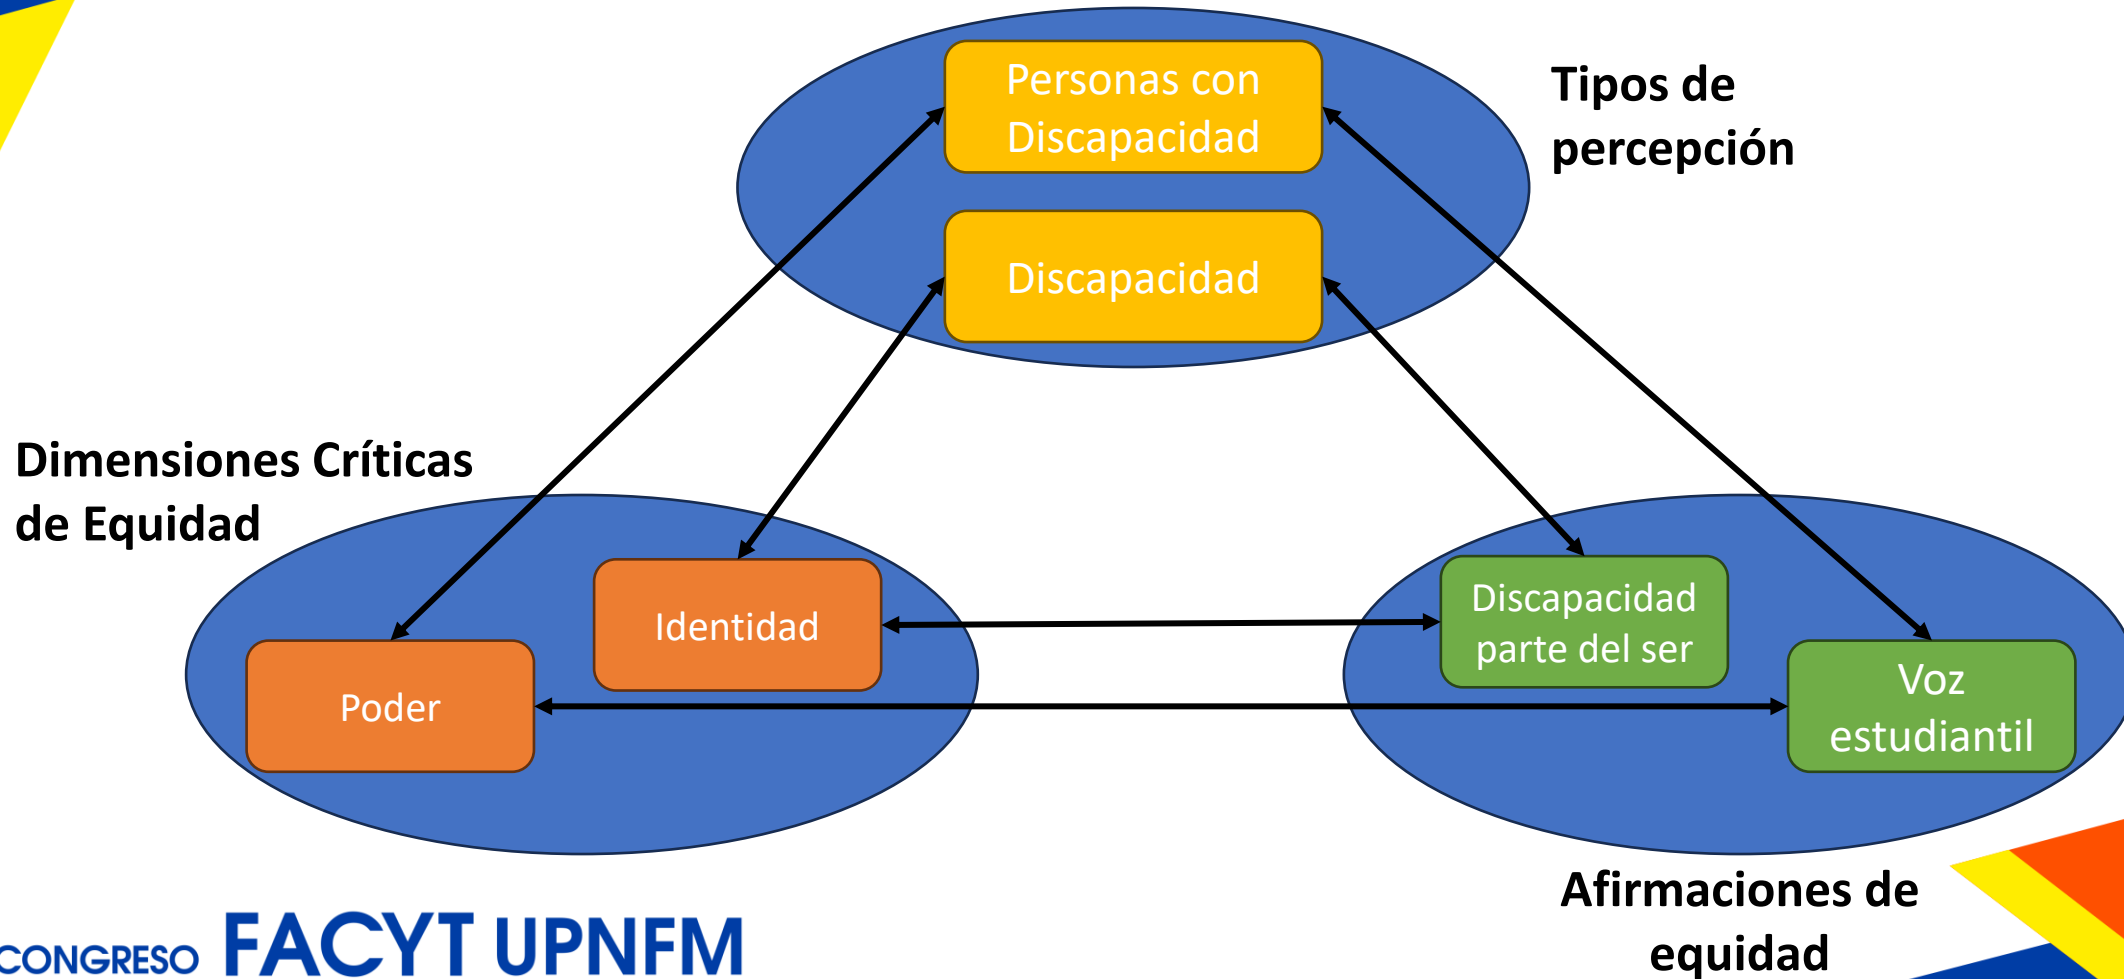 Personas con
Discapacidad
Tipos de
percepción
Discapacidad
Dimensiones Críticas
de Equidad
Identidad
Poder
Discapacidad
parte del ser
Voz
estudiantil
Afirmaciones de
equidad
CONGRESO FACYT UPNFM